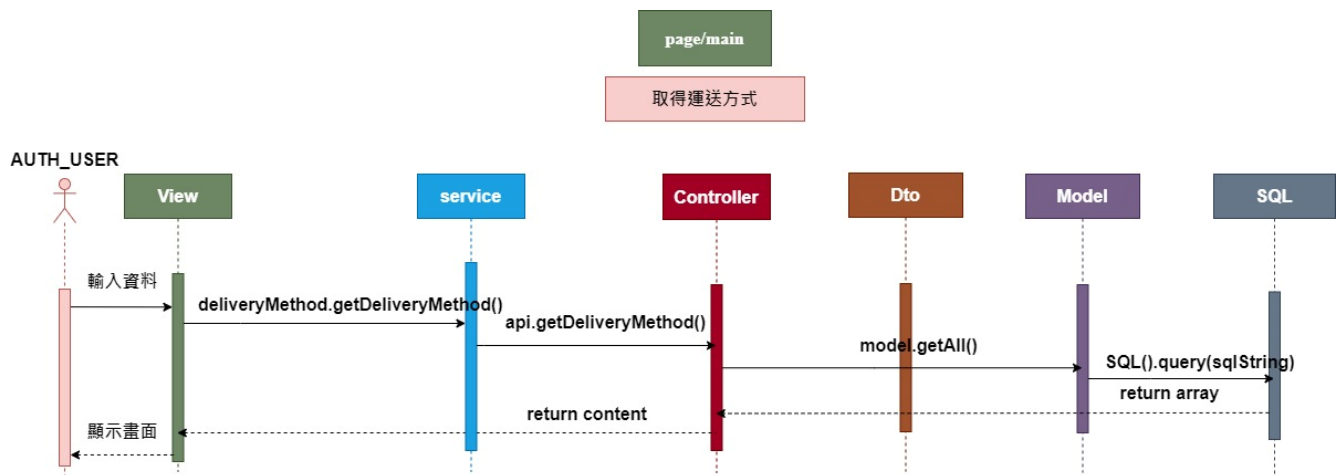 page/main
取得運送方式
AUTH_USER
View
service
Controller
Dto
Model
SQL
輸入資料
deliveryMethod.getDeliveryMethod()
api.getDeliveryMethod()
model.getAll()
SQL().query(sqlString)
return array
return content
顯示畫面